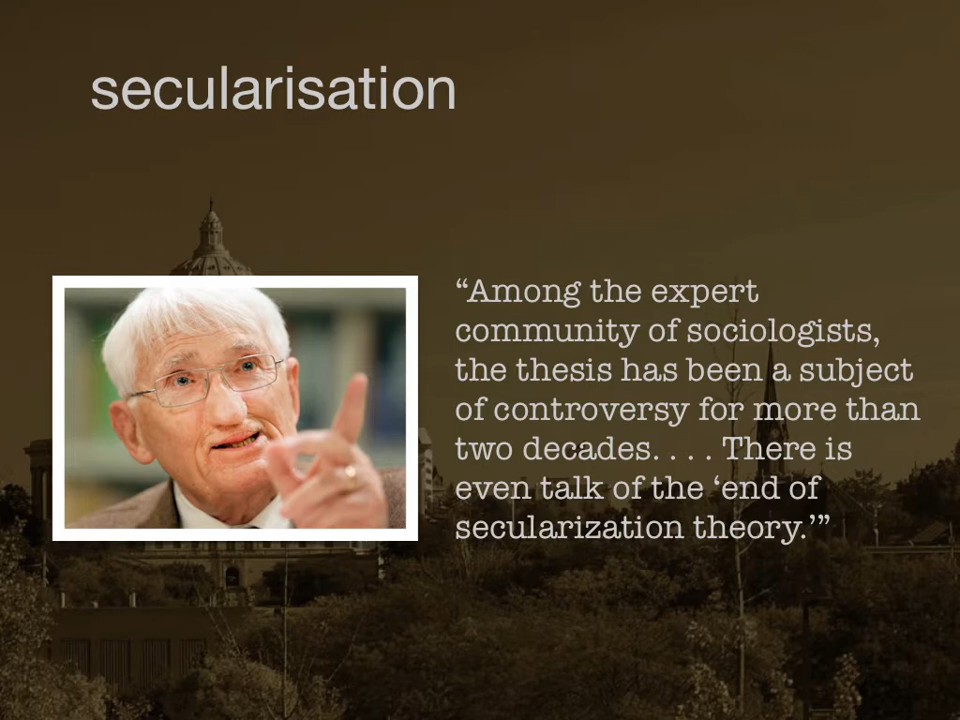 secularisation
“Among the expert
community of sociologists,
the thesis has been a subject
of controversy for more than
two decades. . . . There is
even talk of the ‘end of
secularization theory.’”